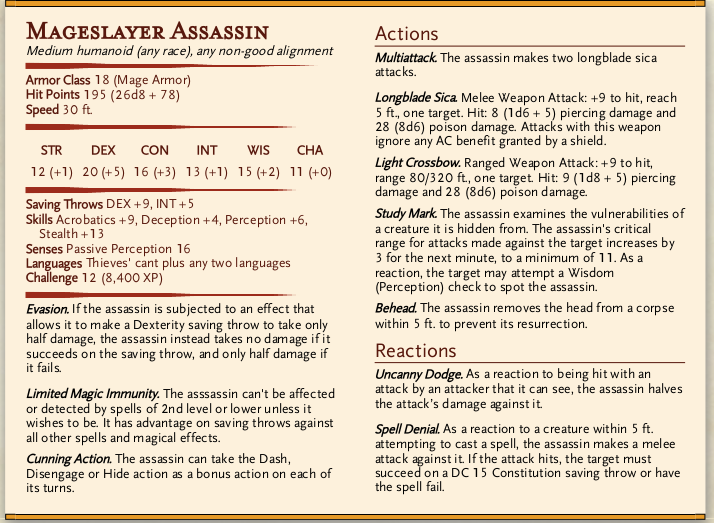 Mageslayer Assassin
Medium humanoid (any race), any non-good alignment
Armor Class 18 (Mage Armor)
Hit Points 195 (26d8 + 78)
Speed 30 ft.
STR DEX CON INT WIS CHA
12 (+1) 20 (+5) 16 (+3) 13 (+1) 15 (+2) 11 (+0)
Saving Throws DEX +9, INT +5
Skills Acrobatics +9, Deception +4, Perception +6,
Stealth +13
Senses Passive Perception 16
Languages Thieves' cant plus any two languages
Challenge 12 (8,400 XP)
Evasion. If the assassin is subjected to an effect that
allows it to make a Dexterity saving throw to take only
half damage, the assassin instead takes no damage if it
succeeds on the saving throw, and only half damage if
it fails.
Limited Magic Immunity. The asssassin can't be affected
or detected by spells of 2nd level or lower unless it
wishes to be. It has advantage on saving throws against
all other spells and magical effects.
Cunning Action. The assassin can take the Dash,
Disengage or Hide action as a bonus action on each of
its turns.
Actions
Multiattack. The assassin makes two longblade sica
attacks.
Longblade Sica. Melee Weapon Attack: +9 to hit, reach
5 ft., one target. Hit: 8 (1d6 + 5) piercing damage and
28 (8d6) poison damage. Attacks with this weapon
ignore any AC benefit granted by a shield.
Light Crossbow. Ranged Weapon Attack: +9 to hit,
range 80/320 ft., one target. Hit: 9 (1d8 + 5) piercing
damage and 28 (8d6) poison damage.
Study Mark. The assassin examines the vulnerabilities of
a creature it is hidden from. The assassin's critical
range for attacks made against the target increases by
3 for the next minute, to a minimum of 11. As a
reaction, the target may attempt a Wisdom
(Perception) check to spot the assassin.
Behead. The assassin removes the head from a corpse
within 5 ft. to prevent its resurrection.
Reactions
Uncanny Dodge. As a reaction to being hit with an
attack by an attacker that it can see, the assassin halves
the attack's damage against it.
Spell Denial. As a reaction to a creature within 5 ft.
attempting to cast a spell, the assassin makes a melee
attack against it. If the attack hits, the target must
succeed on a DC 15 Constitution saving throw or have
the spell fail.